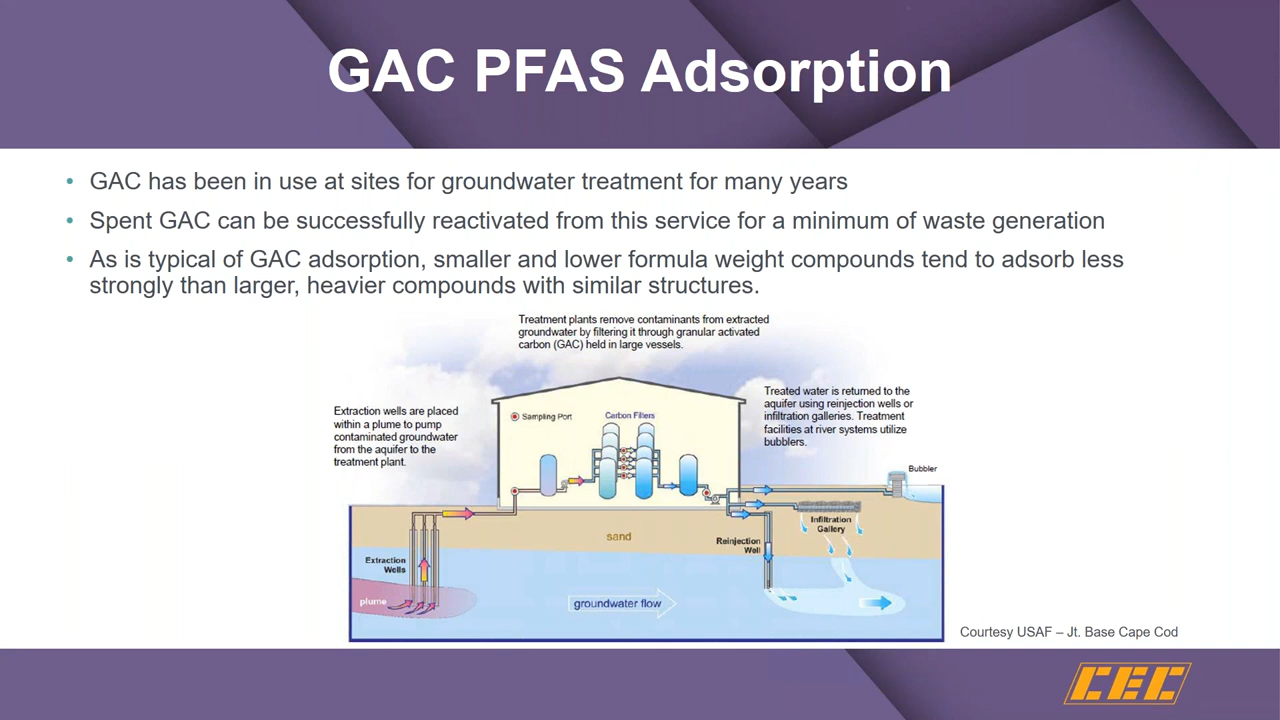 GAC PFAS Adsorption
• GAC has been in use at sites for groundwater treatment for many years
• Spent GAC can be successfully reactivated from this service for a minimum of waste generation
• As is typical of GAC adsorption, smaller and lower formula weight compounds tend to adsorb less
strongly than larger, heavier compounds with similar structures.
Treatment plants remove contaminants from extracted
groundwater by filtering it through granular activated
carbon (GAC) held in large vessels.
Extraction wells are placed
within a plume to pump
contaminated groundwater
from the aquifer to the
treatment plant.
Sampling Port
Carbon Filters
Treated water is returned to the
aquifer using reinjection wells or
infiltration galleries. Treatment
facilities at river systems utilize
bubblers.
Bubbler
Infiltration
Gallery
sand
Reinjection
Well
Extraction
Wells
plume
groundwater flow
Courtesy USAF – Jt. Base Cape Cod
CEC